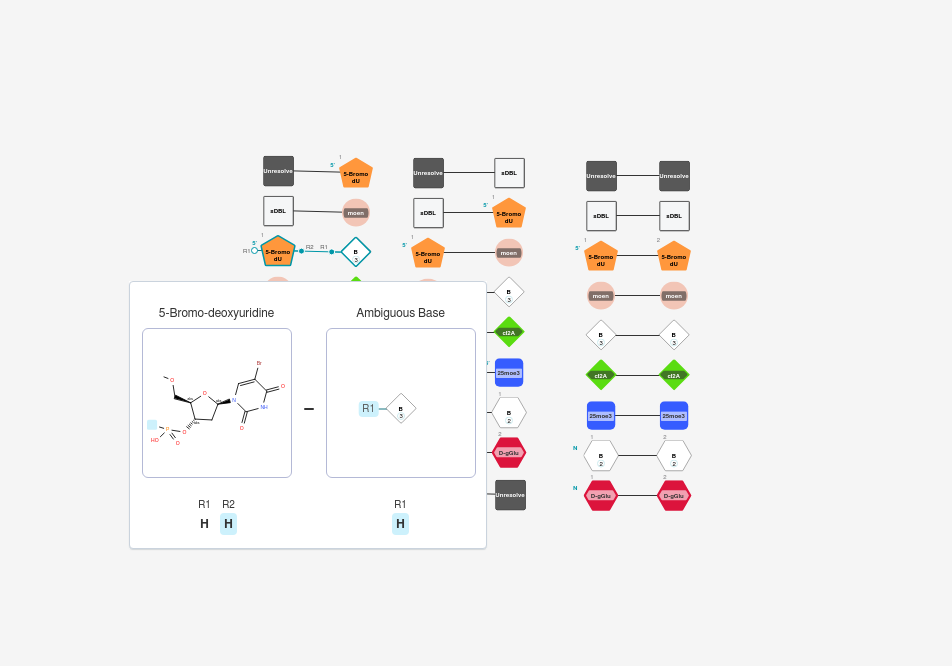 Unresolve 5' 1 5-Bromo dU
sDBL moen
R1 5' 1 5-Bromo dU R2 R1 B 3
Unresolve sDBL
sDBL 5' 1 5-Bromo dU
5' 1 5-Bromo dU moen
B 3
cl2A
25moe3
1 B 2
2 D-gGlu
Unresolve
Unresolve Unresolve
sDBL sDBL
5' 1 5-Bromo dU 2 5-Bromo dU
moen moen
B 3 B 3
cl2A cl2A
25moe3 25moe3
N 1 B 2 2 B 2
N 1 D-gGlu 2 D-gGlu
5-Bromo-deoxyuridine
Ambiguous Base
Br
O O O
N NH
O
abs abs
abs
P O
HO O
R1 B 3
R1 R2
H H
R1
H